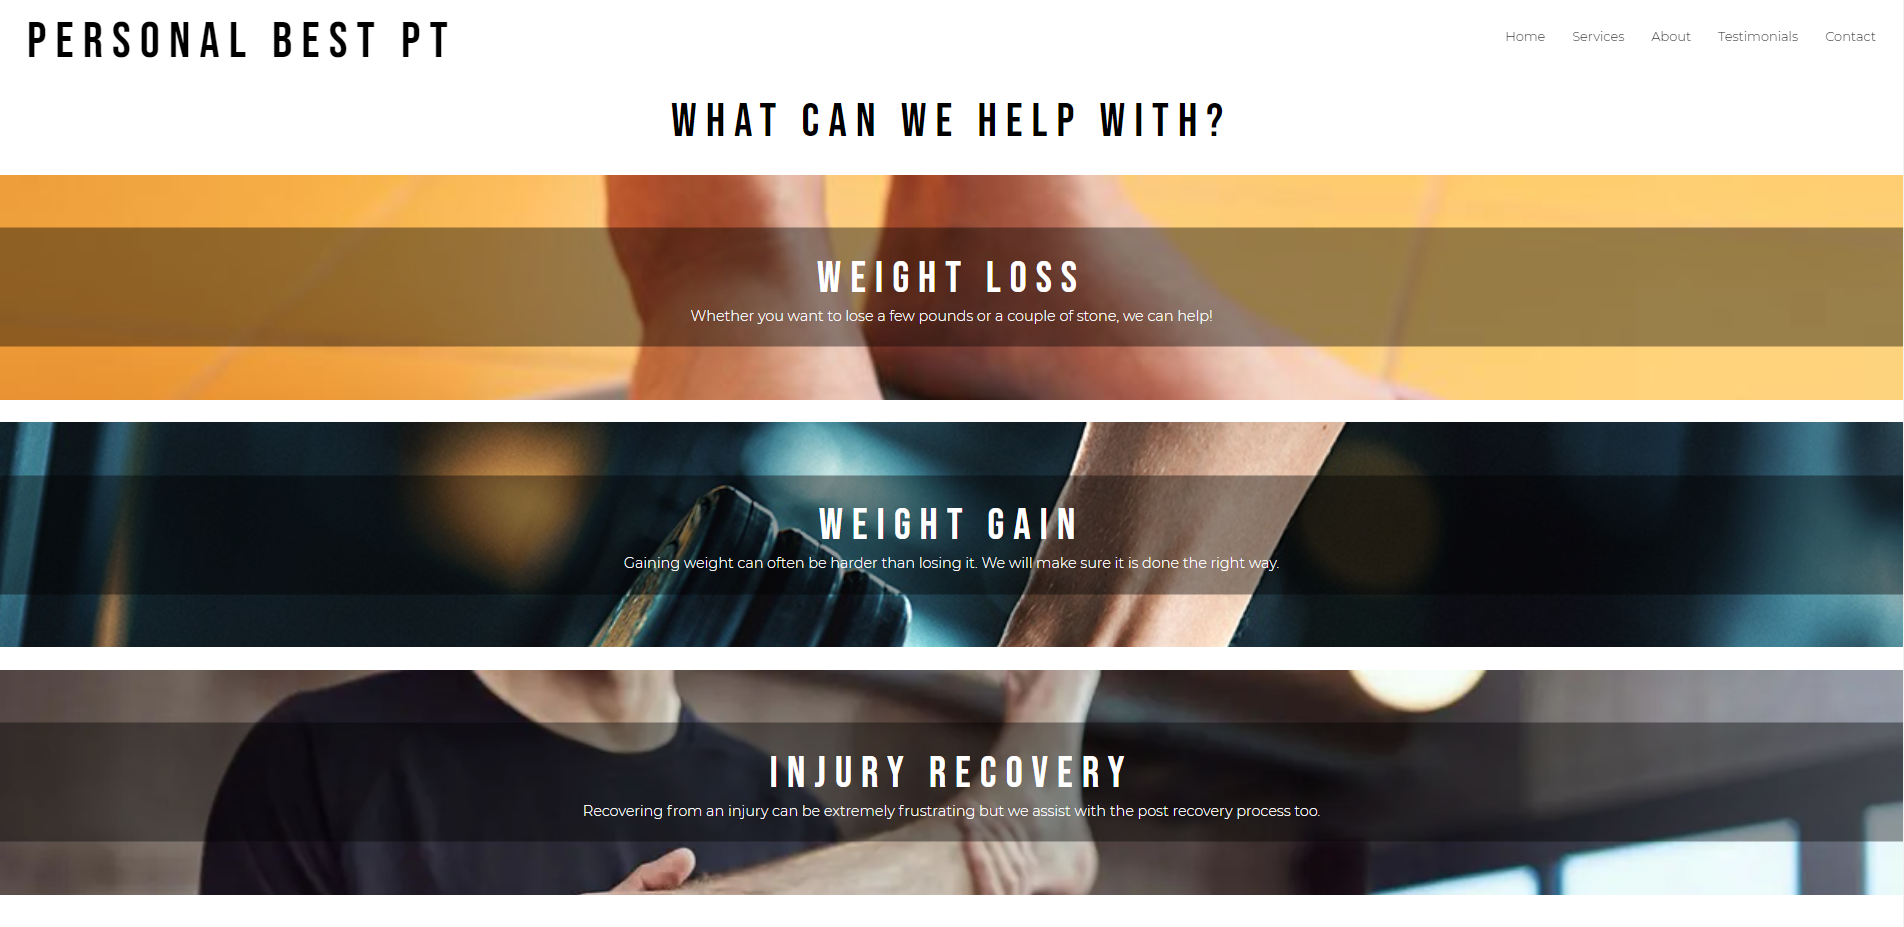 PERSONAL BEST PT
Home Services About Testimonials Contact
WHAT CAN WE HELP WITH?
WEIGHT LOSS
Whether you want to lose a few pounds or a couple of stone, we can help!
WEIGHT GAIN
Gaining weight can often be harder than losing it. We will make sure it is done the right way.
INJURY RECOVERY
Recovering from an injury can be extremely frustrating but we assist with the post recovery process too.